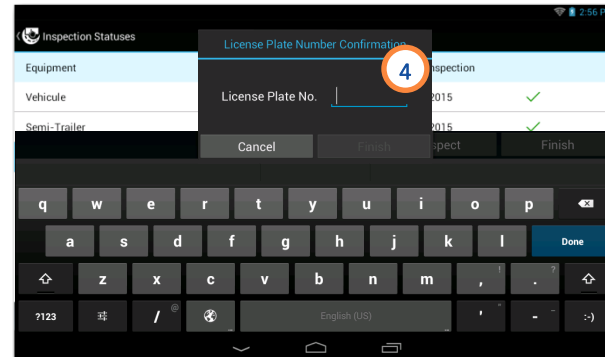 2:56 P
Inspection Statuses
License Plate Number Confirmation
4
Equipment
nspection
Vehicule
License Plate No.
2015
Semi-Trailer
2015
Cancel
Finish
spect
Finish
q w e r t y u i o p
a s d f g h j k l Done
z x c v b n m , ! . ?
?123 / @ English (US) ' " - _ :-)